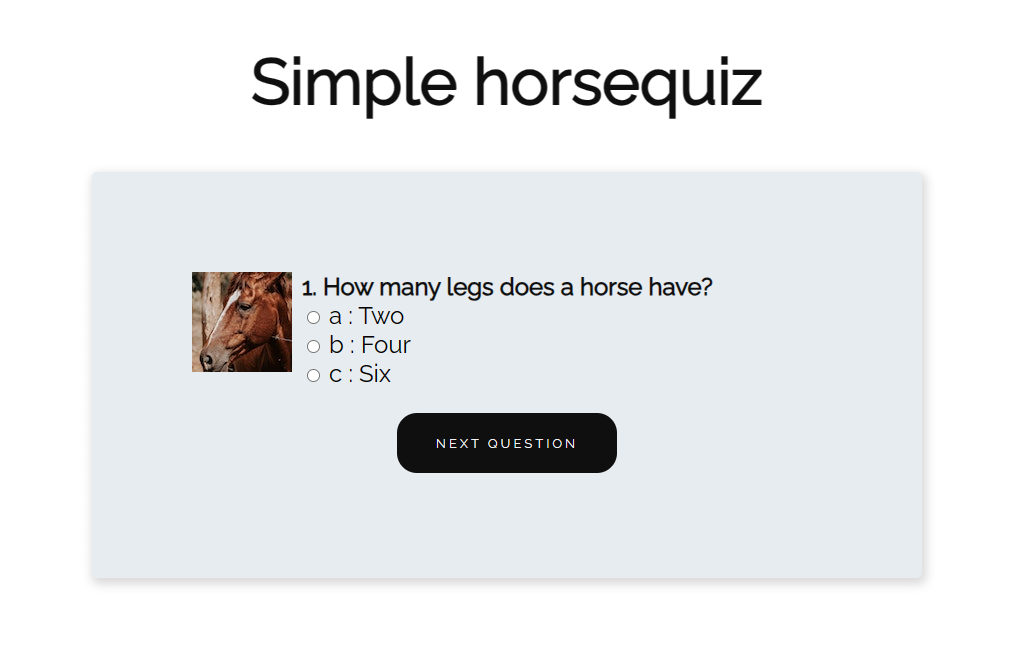 Simple horsequiz
1. How many legs does a horse have?
a : Two
b : Four
c : Six
NEXT QUESTION